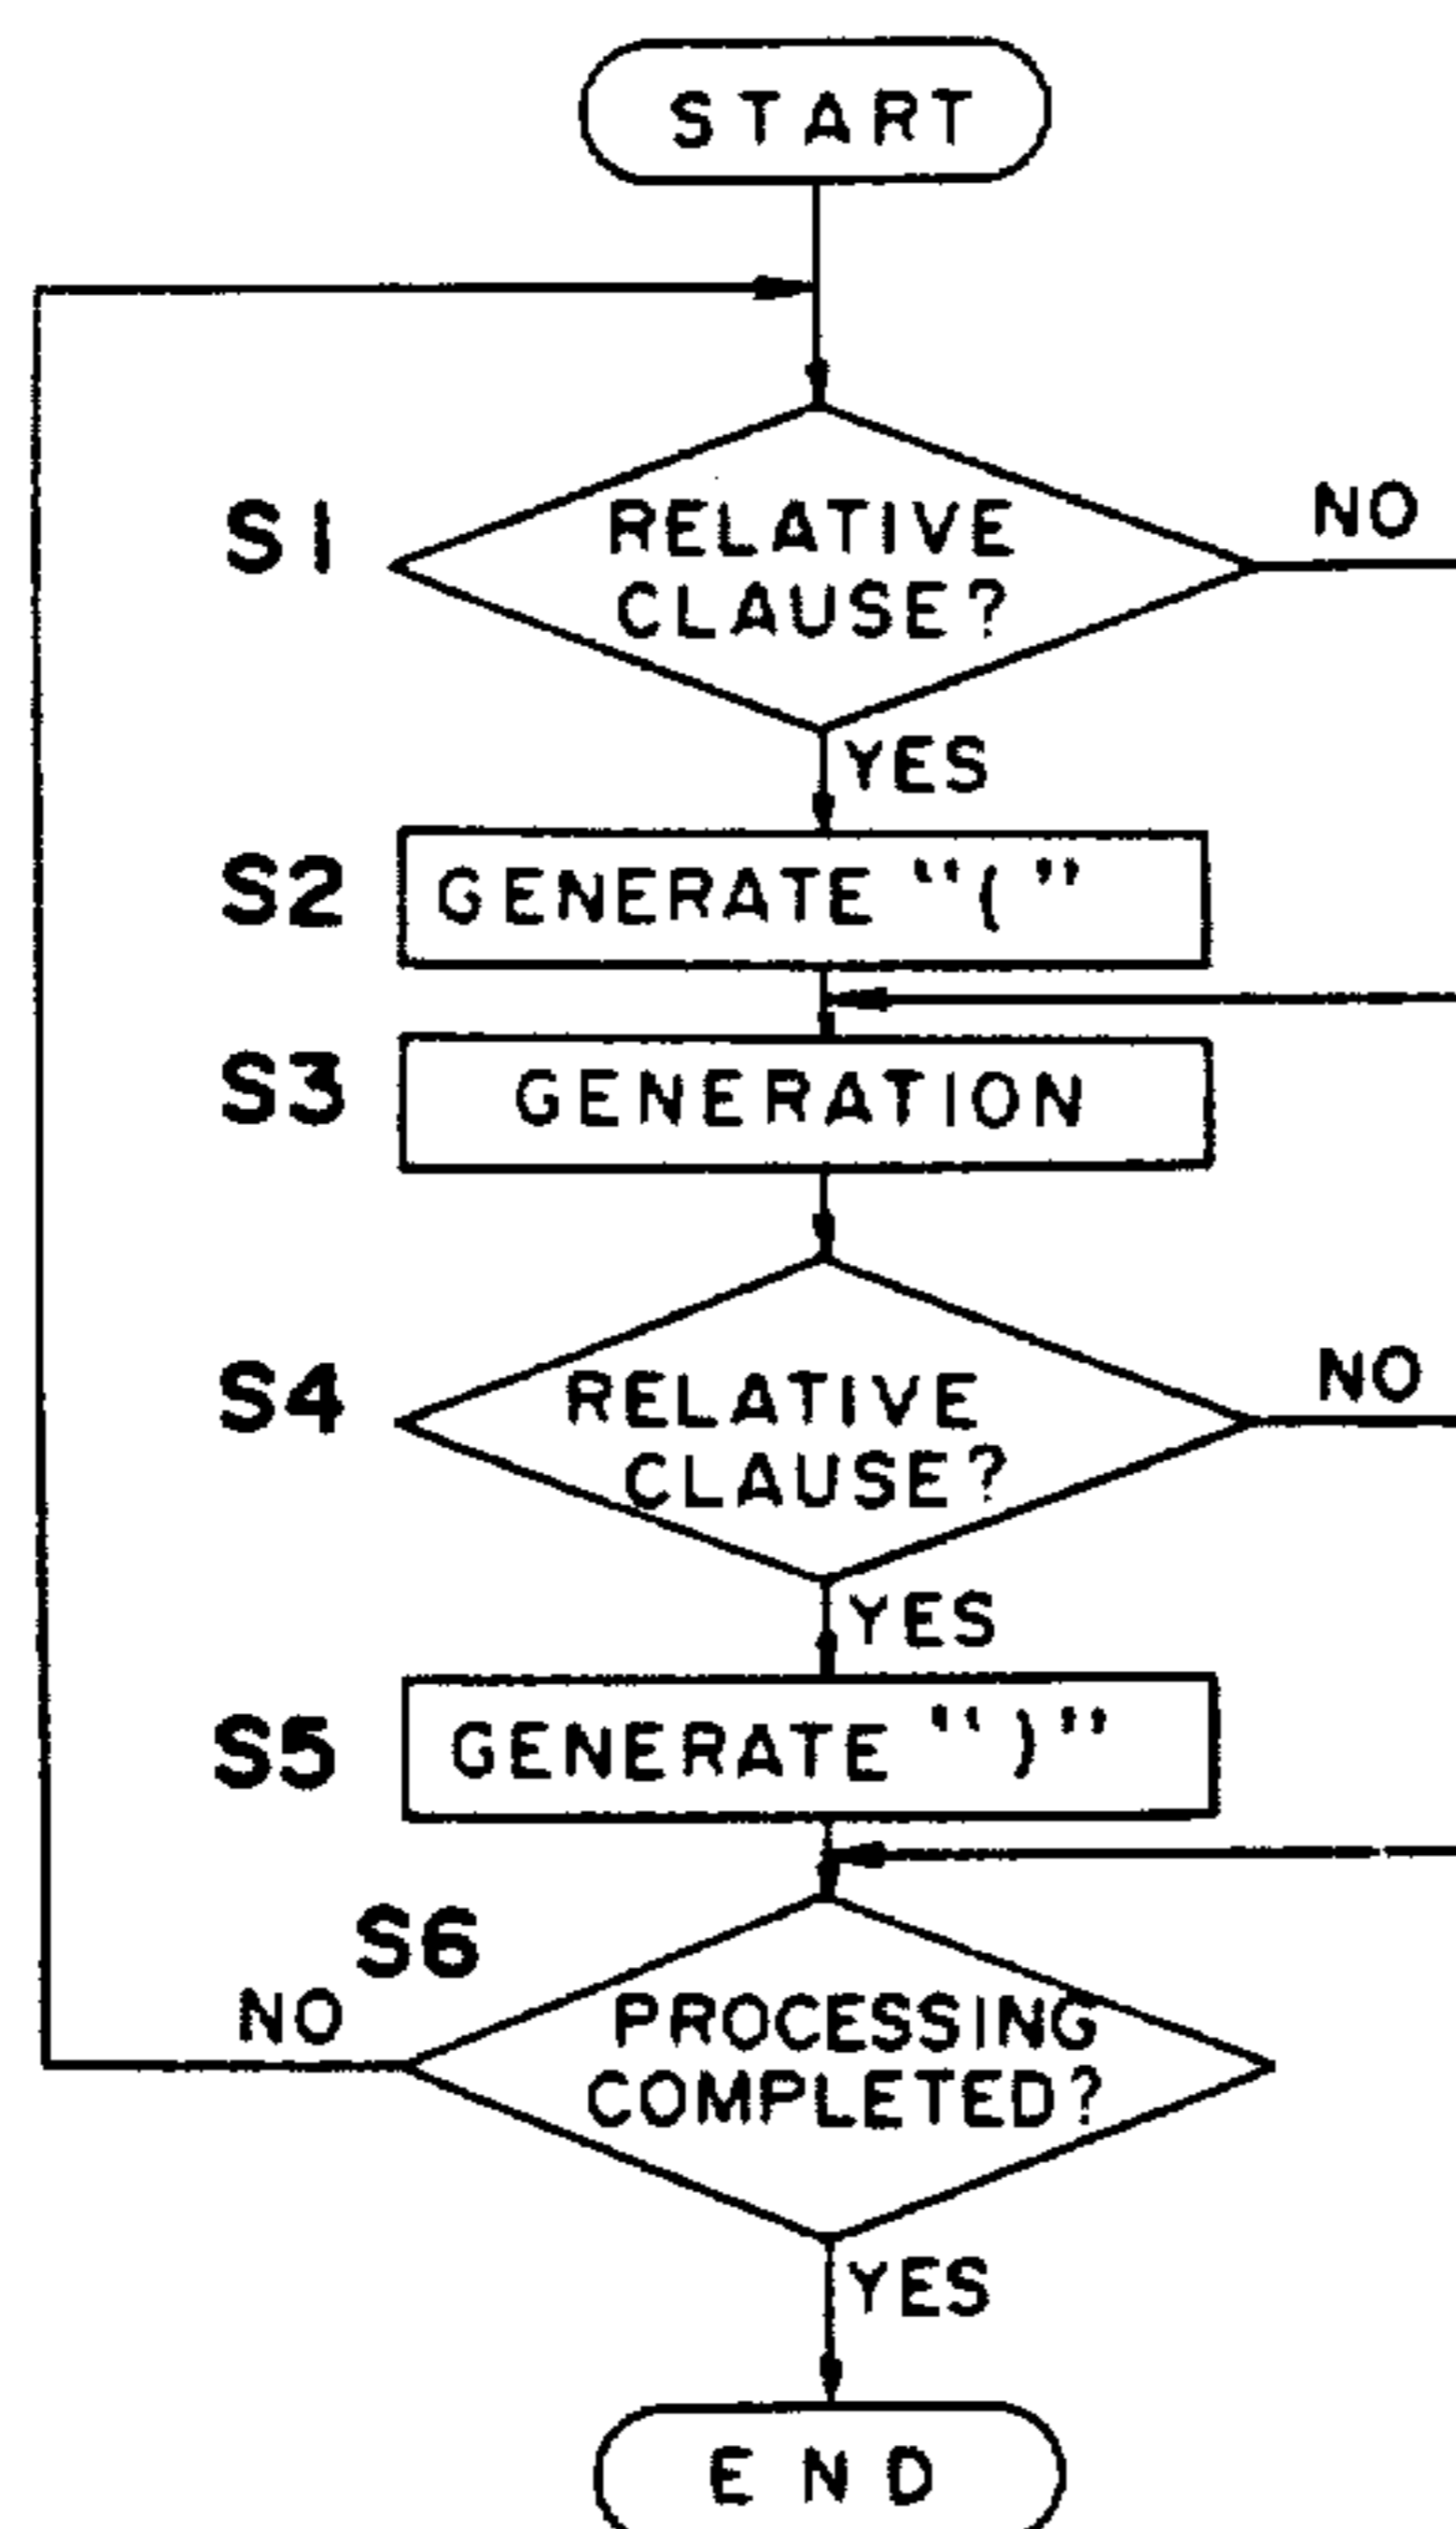 START
S1
RELATIVE
CLAUSE?
NO
YES
S2
GENERATE "("
S3
GENERATION
S4
RELATIVE
CLAUSE?
NO
YES
S5
GENERATE ")"
S6
NO
PROCESSING
COMPLETED?
YES
END